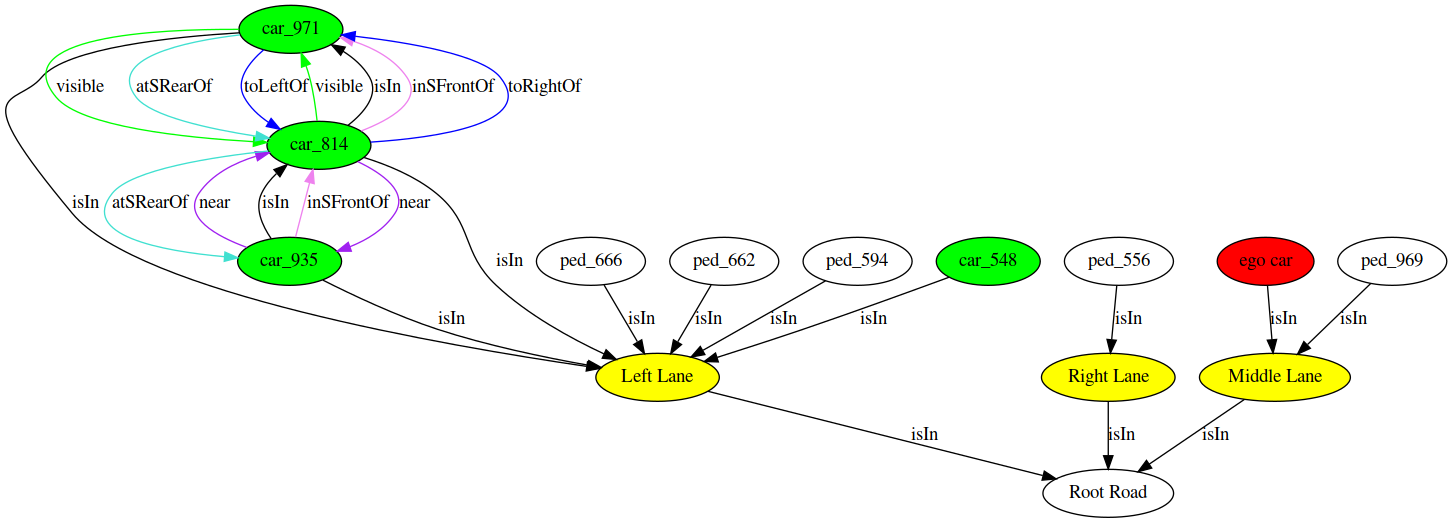 car_971
visible atSRearOf toLeftOf visible isIn inSFrontOf toRightOf
car_814
isIn atSRearOf near isIn inSFrontOf near
car_935 isIn ped_666 ped_662 ped_594 car_548 ped_556 ego car ped_969
isIn isIn isIn isIn isIn isIn isIn isIn
Left Lane Right Lane Middle Lane
isIn isIn isIn
Root Road